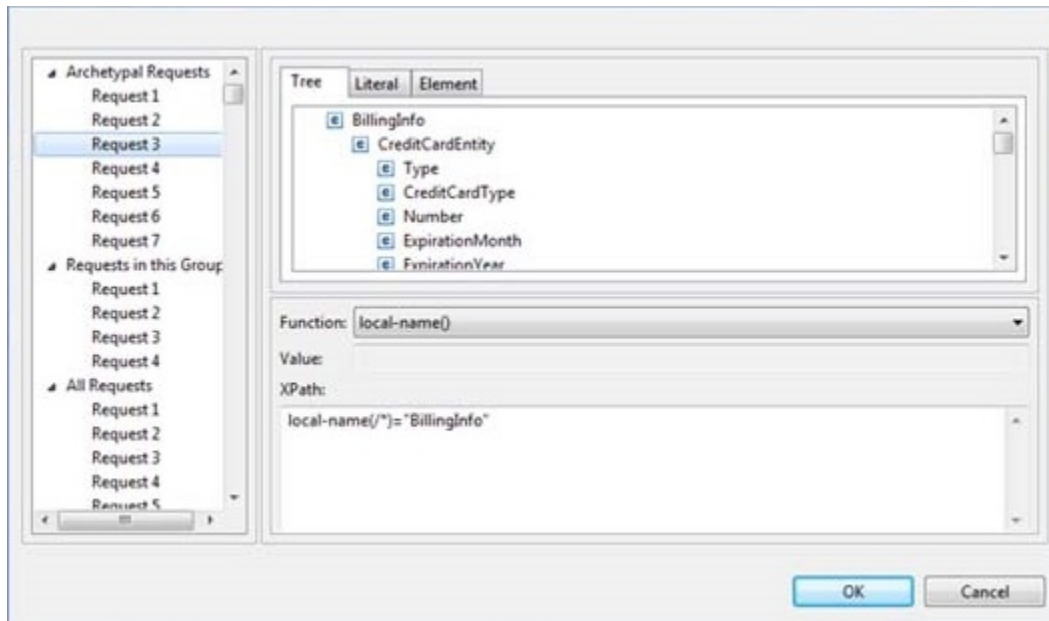 Archetypal Requests
Request 1
Request 2
Request 3
Request 4
Request 5
Request 6
Request 7
Requests in this Group
Request 1
Request 2
Request 3
Request 4
All Requests
Request 1
Request 2
Request 3
Request 4
Request 5
Tree Literal Element
e BillingInfo
e CreditCardEntity
e Type
e CreditCardType
e Number
e ExpirationMonth
e ExpirationYear
Function: local-name()
Value:
XPath:
local-name(/*)="BillingInfo"
OK Cancel